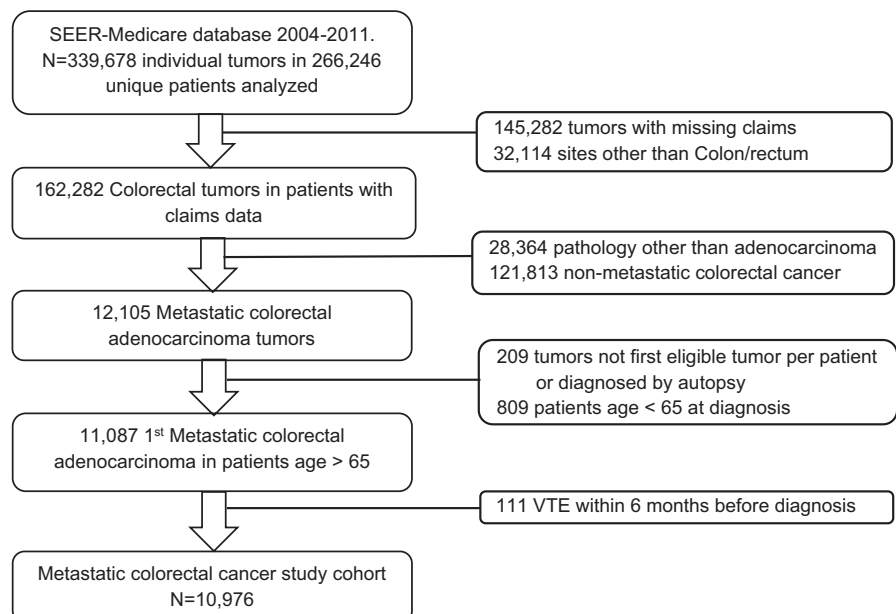 SEER-Medicare database 2004-2011.
N=339,678 individual tumors in 266,246
unique patients analyzed
145,282 tumors with missing claims
32,114 sites other than Colon/rectum
162,282 Colorectal tumors in patients with
claims data
28,364 pathology other than adenocarcinoma
121,813 non-metastatic colorectal cancer
12,105 Metastatic colorectal
adenocarcinoma tumors
209 tumors not first eligible tumor per patient
or diagnosed by autopsy
809 patients age < 65 at diagnosis
11,087 1st Metastatic colorectal
adenocarcinoma in patients age > 65
111 VTE within 6 months before diagnosis
Metastatic colorectal cancer study cohort
N=10,976